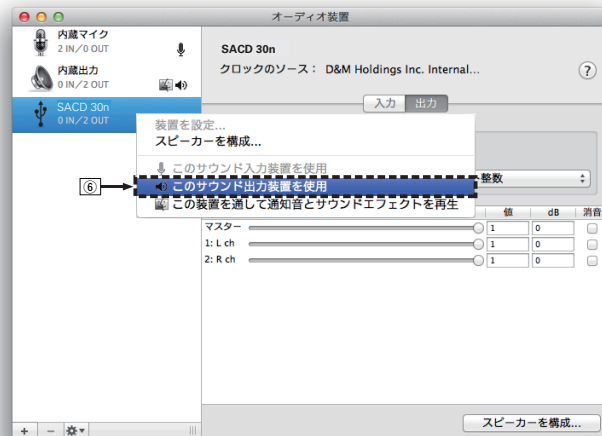 オーディオ装置
内蔵マイク
2 IN/0 OUT
内蔵出力
0 IN/2 OUT
SACD 30n
0 IN/2 OUT
SACD 30n
クロックのソース： D&M Holdings Inc. Internal...
?
入力 出力
装置を設定...
スピーカーを構成...
このサウンド入力装置を使用
⑥ このサウンド出力装置を使用
この装置を通して通知音とサウンドエフェクトを再生
整数
値 dB 消音
マスター 1 0
1: L ch 1 0
2: R ch 1 0
+ −
スピーカーを構成...